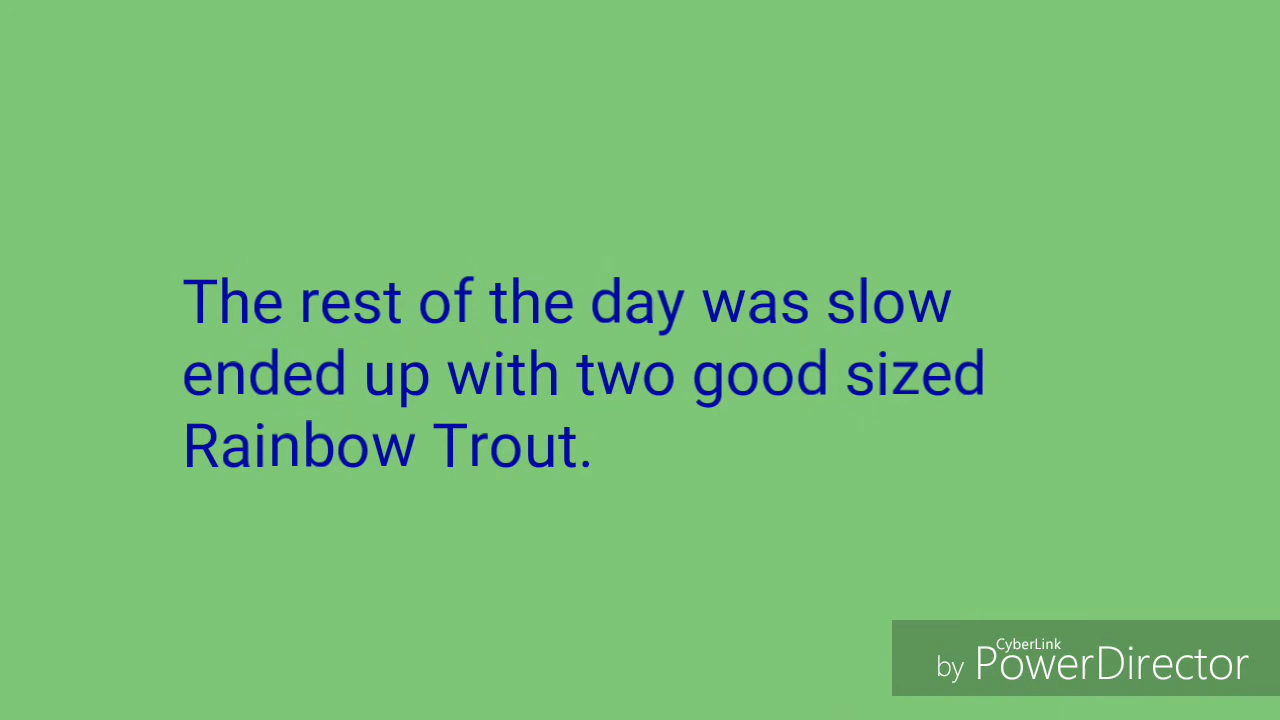 The rest of the day was slow
ended up with two good sized
Rainbow Trout.
CyberLink
by PowerDirector